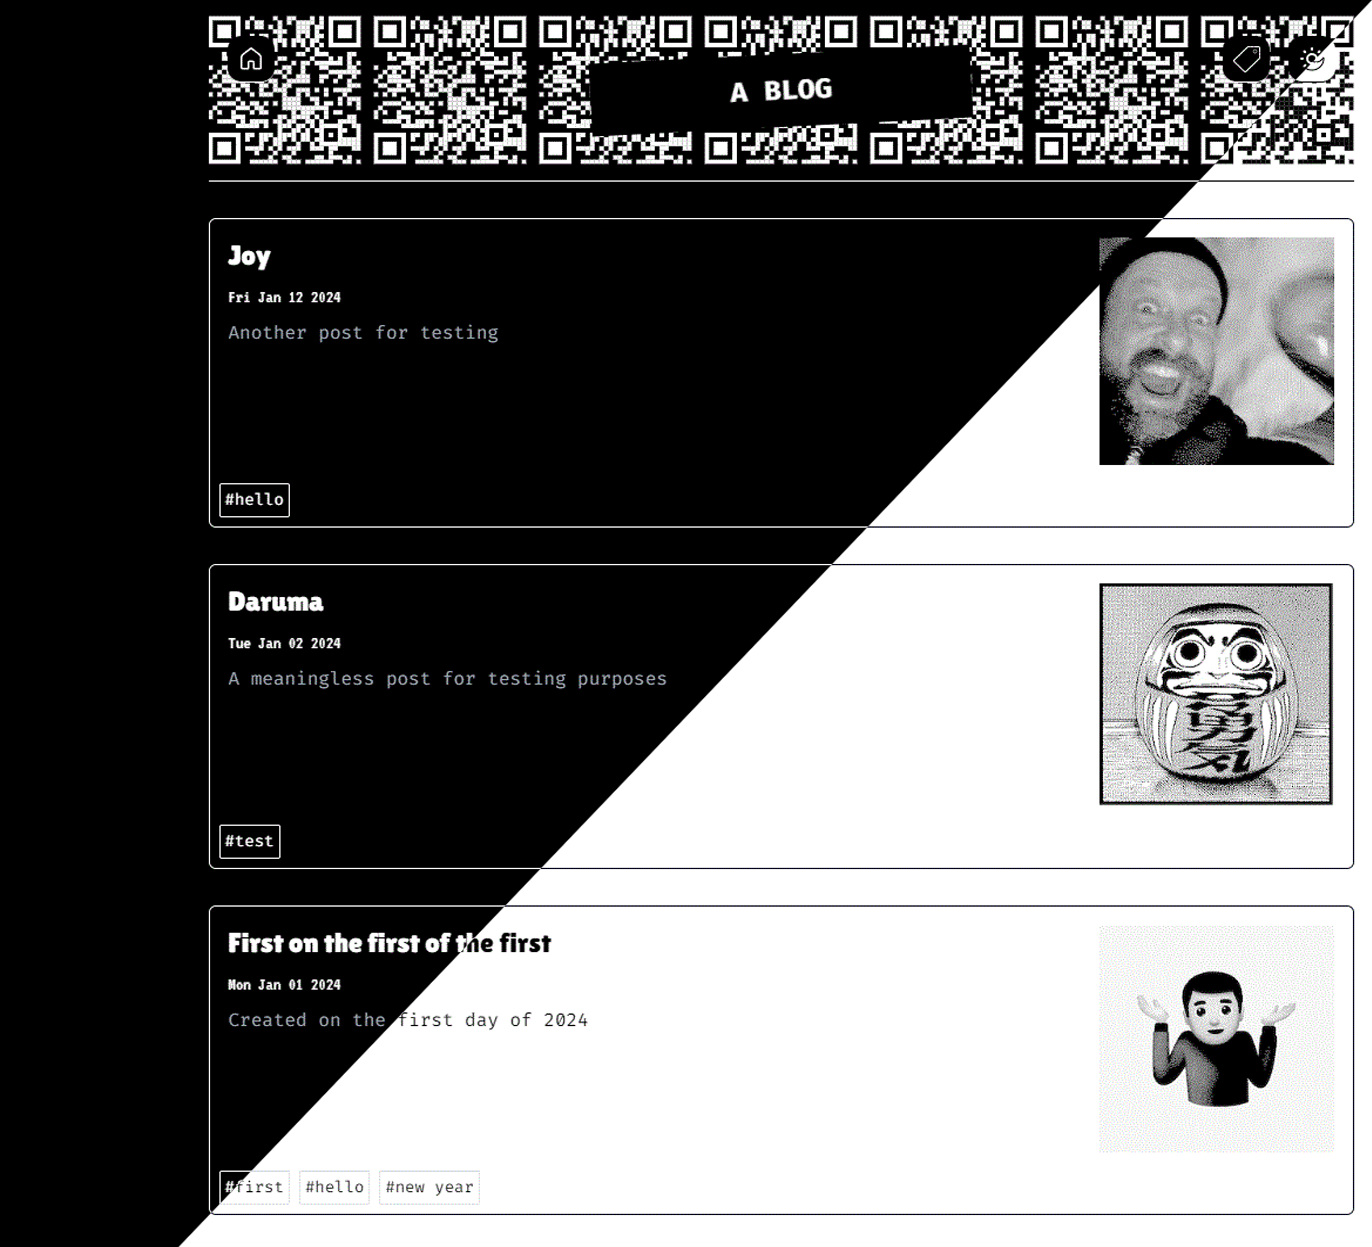 A BLOG
Joy
Fri Jan 12 2024
Another post for testing
#hello
Daruma
Tue Jan 02 2024
A meaningless post for testing purposes
#test
First on the first of the first
Mon Jan 01 2024
Created on the first day of 2024
#first #hello #new year